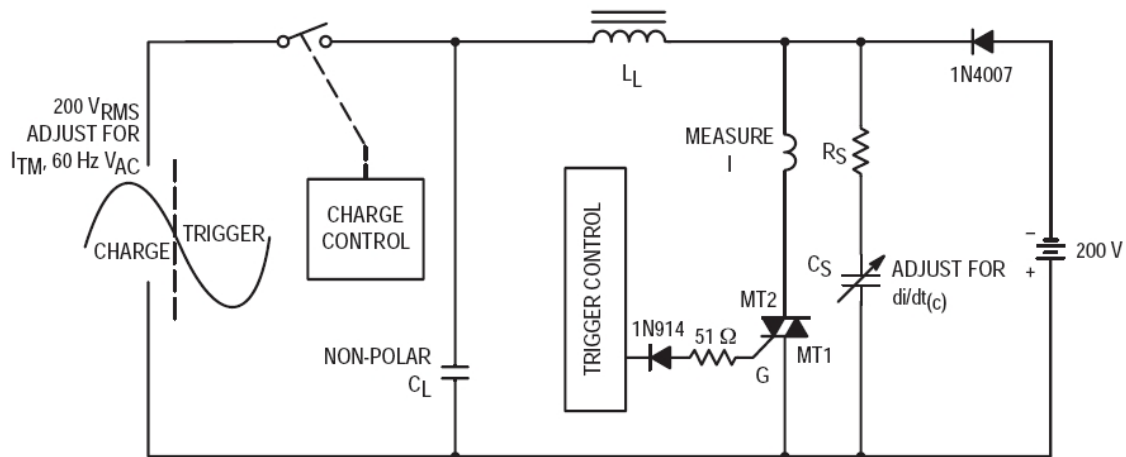 200 VRMS
ADJUST FOR
ITM, 60 Hz VAC
CHARGE
TRIGGER
CHARGE
CONTROL
NON-POLAR
CL
LL
MEASURE
I
TRIGGER CONTROL
1N914
51 Ω
G
MT2
MT1
RS
CS
ADJUST FOR
di/dt(c)
1N4007
–
+
200 V